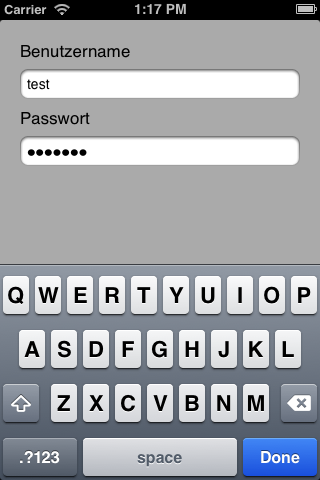 Carrier 1:17 PM
Benutzername
test
Passwort
•••••••
Q W E R T Y U I O P
A S D F G H J K L
Z X C V B N M
.?123 space Done